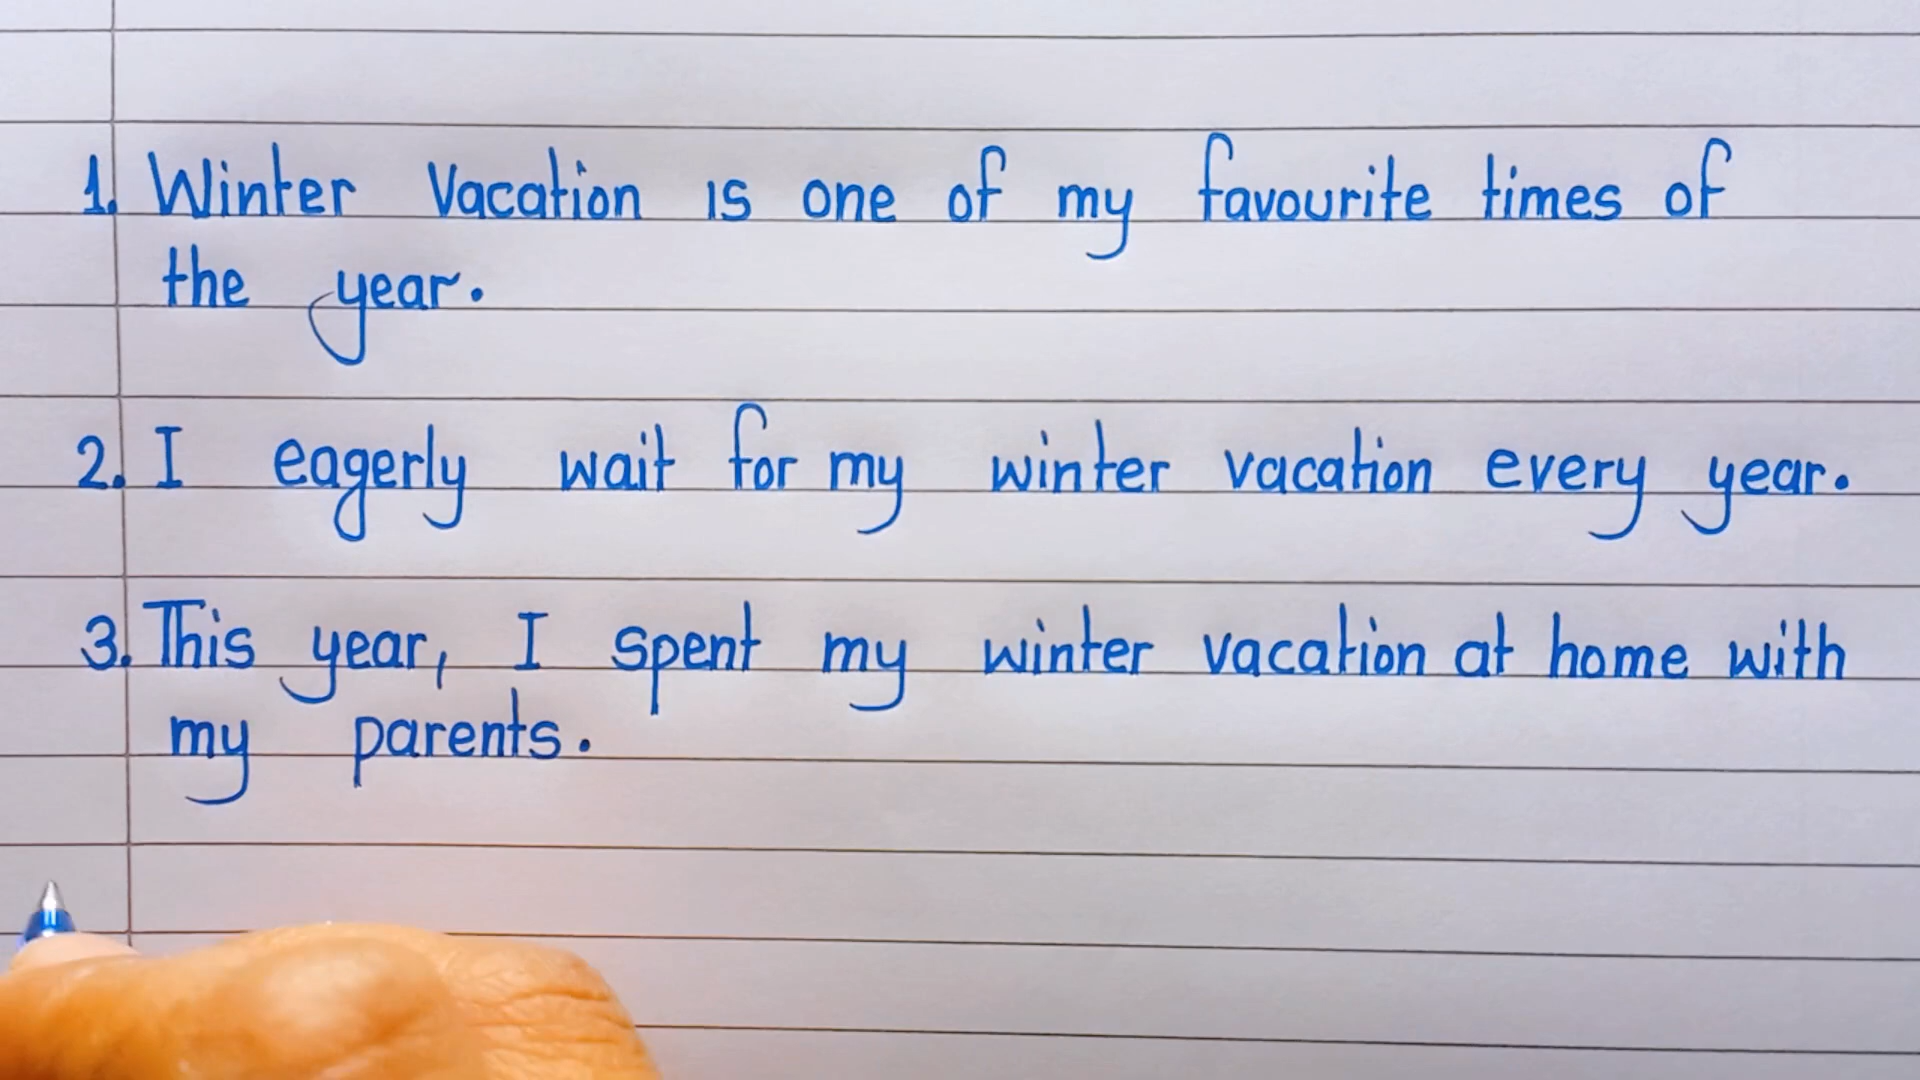 1. Winter Vacation is one of my favourite times of
the year.
2. I eagerly wait for my winter vacation every year.
3. This year, I spent my winter vacation at home with
my parents.